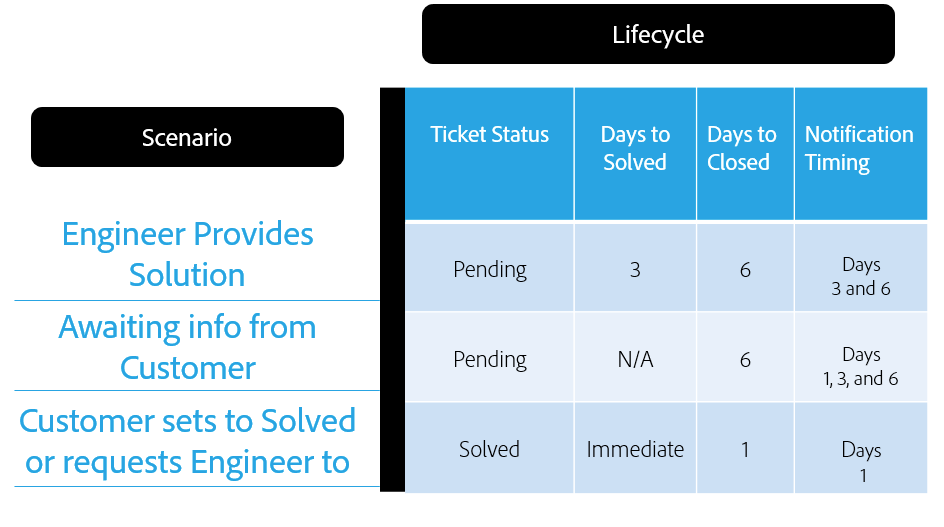 Lifecycle
Scenario
Ticket Status
Days to
Solved
Days to
Closed
Notification
Timing
Engineer Provides
Solution
Pending
3
6
Days
3 and 6
Awaiting info from
Customer
Pending
N/A
6
Days
1, 3, and 6
Customer sets to Solved
or requests Engineer to
Solved
Immediate
1
Days
1